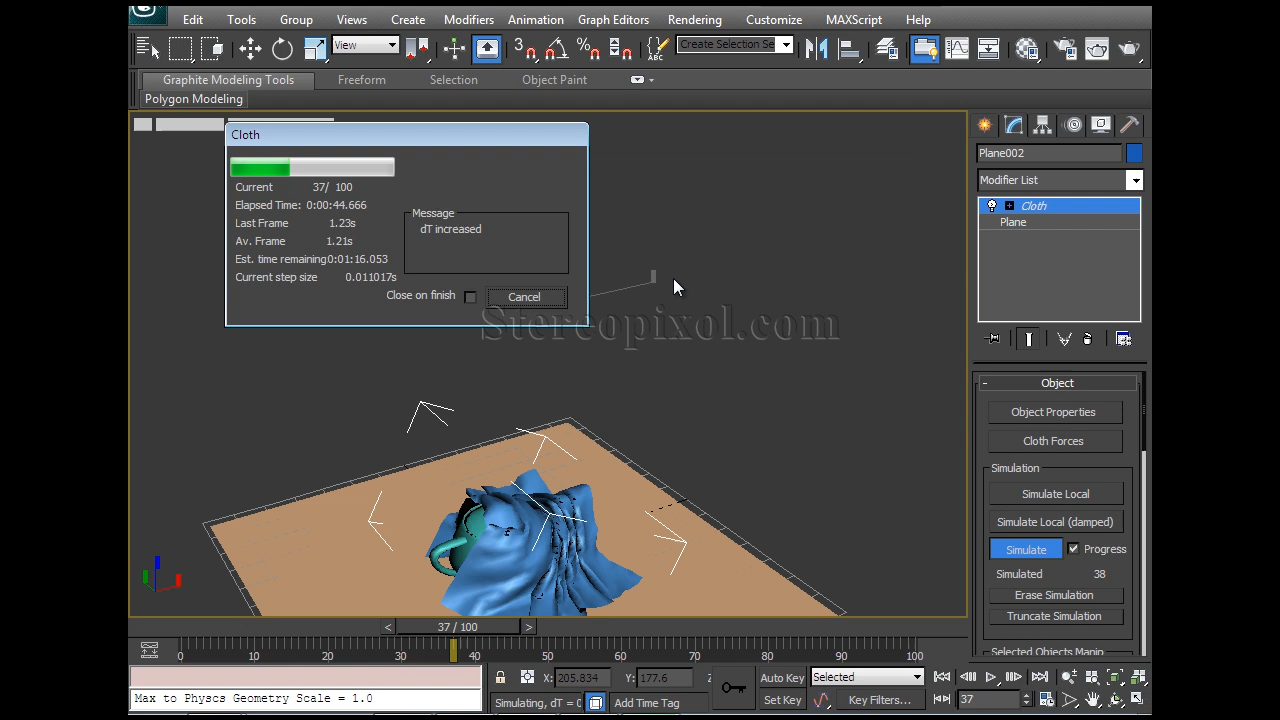 Edit Tools Group Views Create Modifiers Animation Graph Editors Rendering Customize MAXScript Help
View 3 % ABC Create Selection Se
Graphite Modeling Tools Freeform Selection Object Paint
Polygon Modeling
Cloth
Current 37/ 100
Elapsed Time: 0:00:44.666
Last Frame 1.23s
Av. Frame 1.21s
Est. time remaining0:01:16.053
Current step size 0.011017s
Message
dT increased
Close on finish Cancel
Stereopixol.com
Plane002
Modifier List
Cloth
Plane
- Object
Object Properties
Cloth Forces
Simulation
Simulate Local
Simulate Local (damped)
Simulate Progress
Simulated 38
Erase Simulation
Truncate Simulation
Selected Objects Manip
< 37 / 100 >
0 10 20 30 40 50 60 70 80 90 100
X: 205.834 Y: 177.6 Auto Key Selected
Max to Physcs Geometry Scale = 1.0
Simulating, dT = 0 Add Time Tag Set Key Key Filters... 37